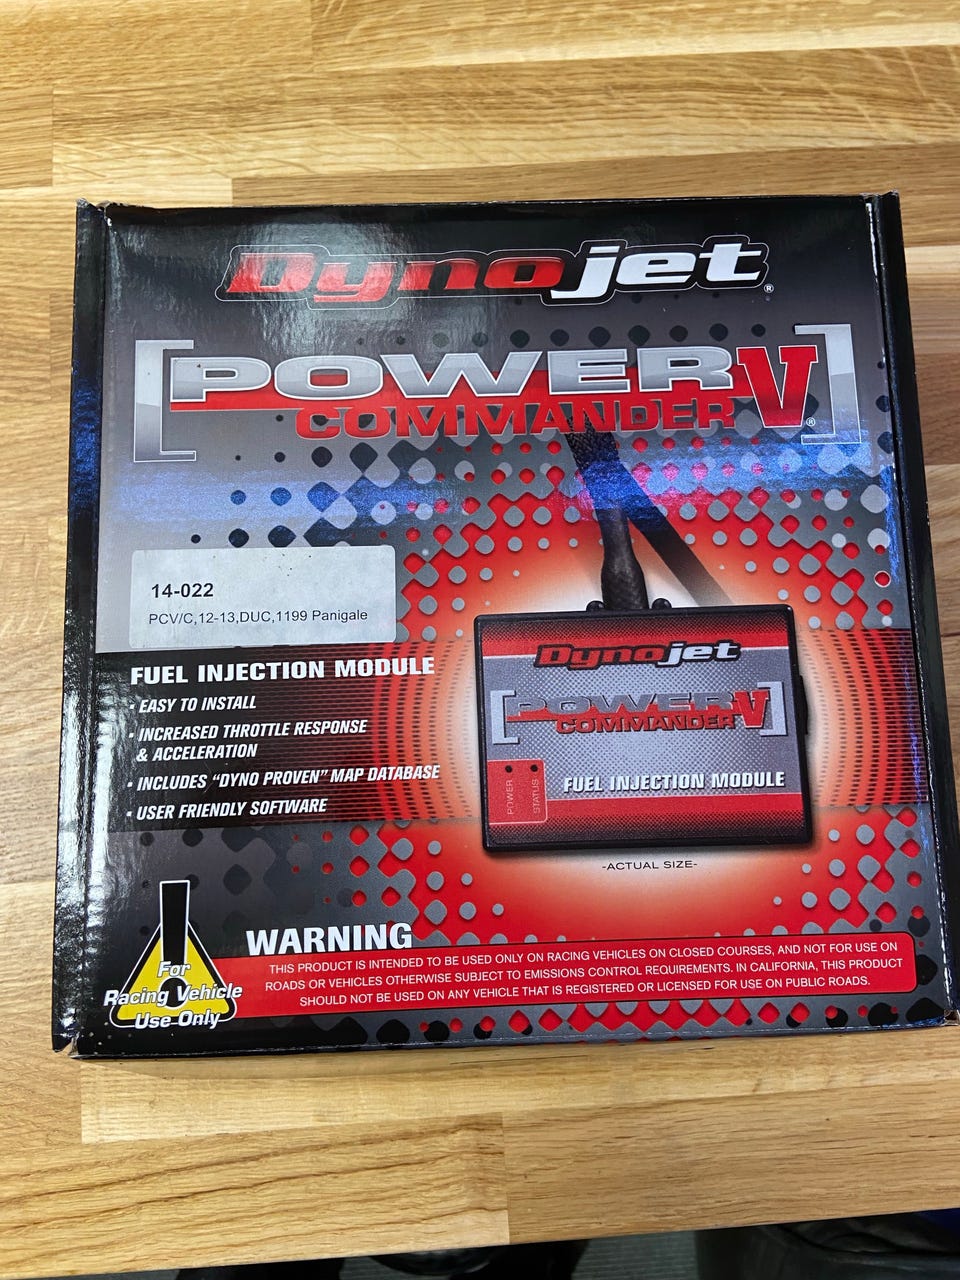 Dynojet®
[POWER V]
COMMANDER ®
14-022
PCV/C,12-13,DUC,1199 Panigale
FUEL INJECTION MODULE
· EASY TO INSTALL
· INCREASED THROTTLE RESPONSE
& ACCELERATION
· INCLUDES "DYNO PROVEN" MAP DATABASE
· USER FRIENDLY SOFTWARE
Dynojet
[POWER V]
COMMANDER
FUEL INJECTION MODULE
POWER
STATUS
-ACTUAL SIZE-
For
Racing Vehicle
Use Only
WARNING
THIS PRODUCT IS INTENDED TO BE USED ONLY ON RACING VEHICLES ON CLOSED COURSES, AND NOT FOR USE ON
ROADS OR VEHICLES OTHERWISE SUBJECT TO EMISSIONS CONTROL REQUIREMENTS. IN CALIFORNIA, THIS PRODUCT
SHOULD NOT BE USED ON ANY VEHICLE THAT IS REGISTERED OR LICENSED FOR USE ON PUBLIC ROADS.